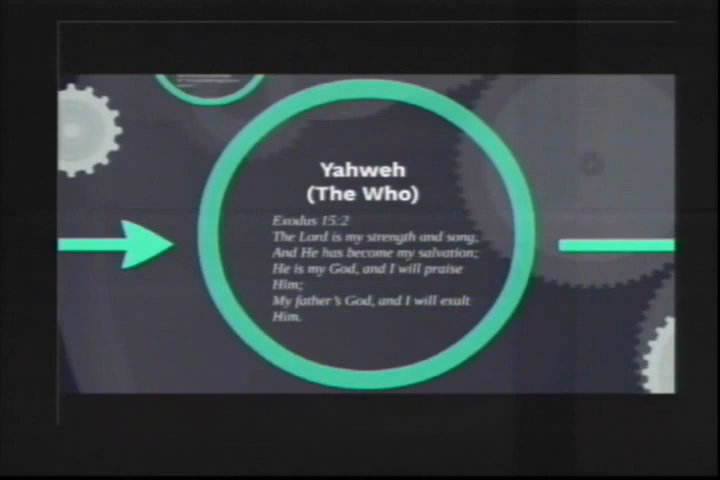 Yahweh
(The Who)
Exodus 15:2
The Lord is my strength and song,
And He has become my salvation;
He is my God, and I will praise
Him;
My father's God, and I will exalt
Him.